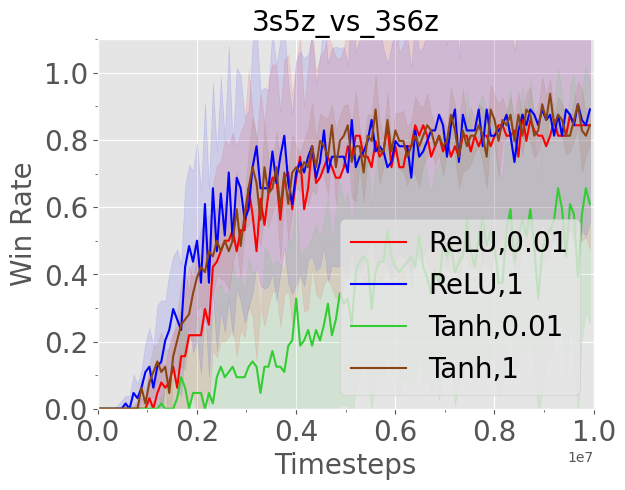 3s5z_vs_3s6z
Win Rate
1.0
0.8
0.6
0.4
0.2
0.0
ReLU,0.01
ReLU,1
Tanh,0.01
Tanh,1
0.0 0.2 0.4 0.6 0.8 1.0
1e7
Timesteps